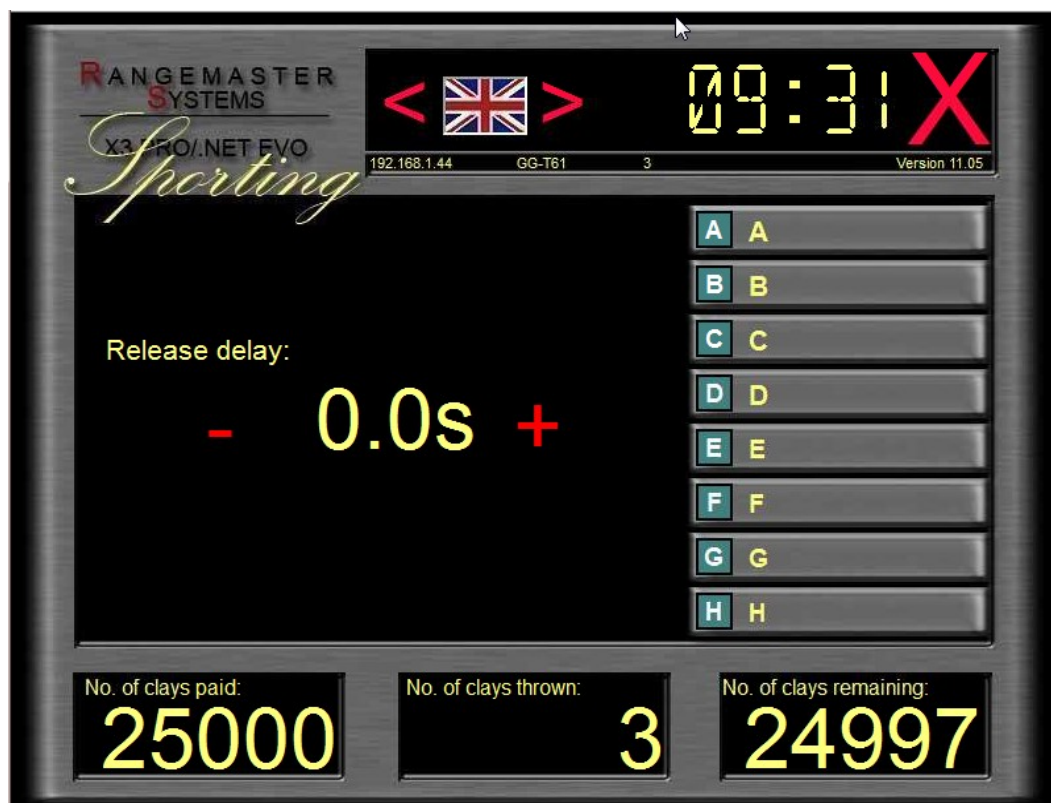 RANGEMASTER
SYSTEMS
X3 PRO/.NET EVO
Sporting
< >
09:31
X
192.168.1.44 GG-T61 3 Version 11.05
A A
B B
C C
D D
E E
F F
G G
H H
Release delay:
- 0.0s +
No. of clays paid:
25000
No. of clays thrown:
3
No. of clays remaining:
24997